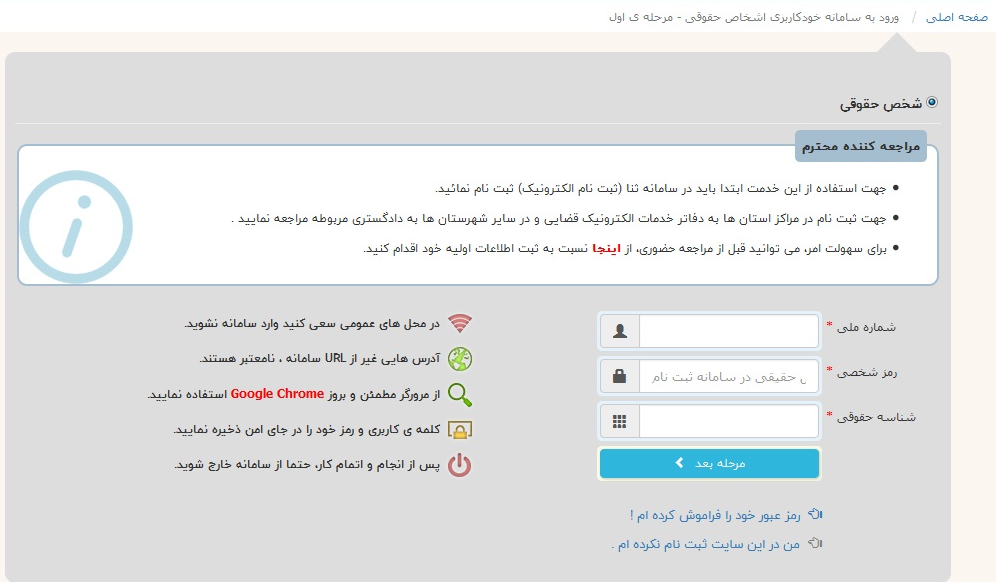 صفحه اصلی / ورود به سامانه خودکاربری اشخاص حقوقی - مرحله ی اول
شخص حقوقی
مراجعه کننده محترم
جهت استفاده از این خدمت ابتدا باید در سامانه ثنا (ثبت نام الکترونیک) ثبت نام نمائید.
جهت ثبت نام در مراکز استان ها به دفاتر خدمات الکترونیک قضایی و در سایر شهرستان ها به دادگستری مربوطه مراجعه نمایید .
برای سهولت امر، می توانید قبل از مراجعه حضوری، از اینجا نسبت به ثبت اطلاعات اولیه خود اقدام کنید.
شماره ملی *
رمز شخصی *
حقیقی در سامانه ثبت نام
شناسه حقوقی *
مرحله بعد
رمز عبور خود را فراموش کرده ام !
من در این سایت ثبت نام نکرده ام .
در محل های عمومی سعی کنید وارد سامانه نشوید.
آدرس هایی غیر از URL سامانه ، نامعتبر هستند.
از مرورگر مطمئن و بروز Google Chrome استفاده نمایید.
کلمه ی کاربری و رمز خود را در جای امن ذخیره نمایید.
پس از انجام و اتمام کار، حتما از سامانه خارج شوید.